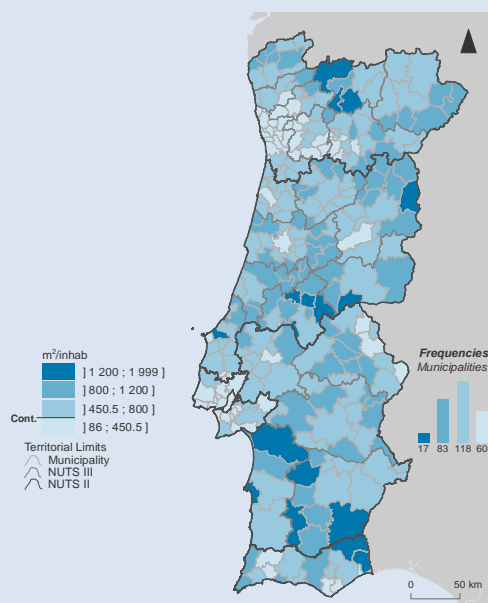 m²/inhab
] 1 200 ; 1 999 ]
] 800 ; 1 200 ]
] 450.5 ; 800 ]
Cont.
] 86 ; 450.5 ]
Territorial Limits
Municipality
NUTS III
NUTS II
Frequencies
Municipalities
17 83 118 60
0 50 km